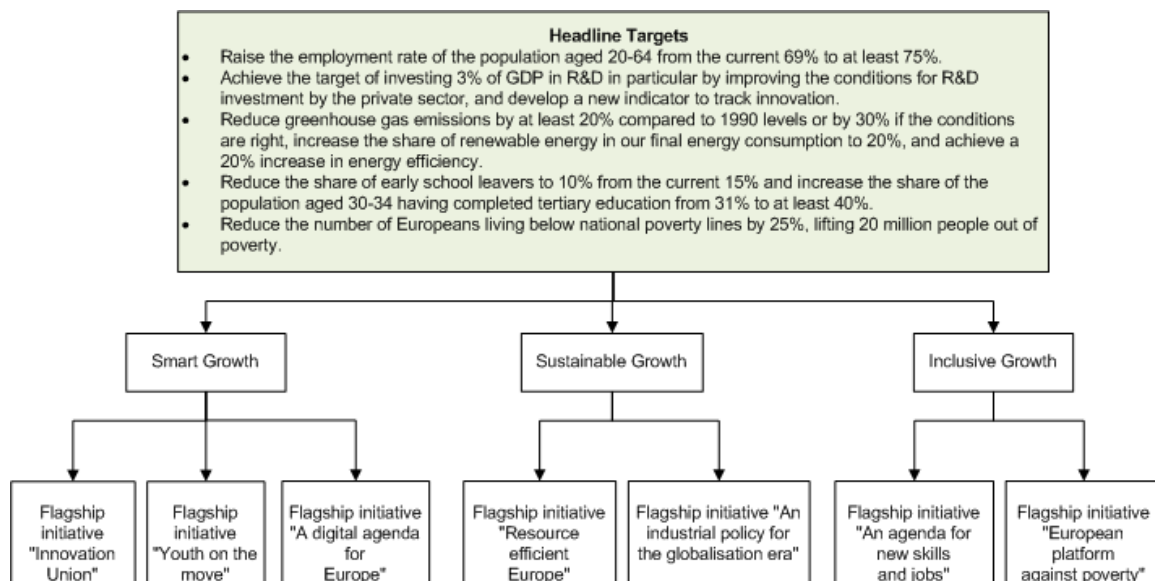 Headline Targets
• Raise the employment rate of the population aged 20-64 from the current 69% to at least 75%.
• Achieve the target of investing 3% of GDP in R&D in particular by improving the conditions for R&D
investment by the private sector, and develop a new indicator to track innovation.
• Reduce greenhouse gas emissions by at least 20% compared to 1990 levels or by 30% if the conditions
are right, increase the share of renewable energy in our final energy consumption to 20%, and achieve a
20% increase in energy efficiency.
• Reduce the share of early school leavers to 10% from the current 15% and increase the share of the
population aged 30-34 having completed tertiary education from 31% to at least 40%.
• Reduce the number of Europeans living below national poverty lines by 25%, lifting 20 million people out of
poverty.
Smart Growth
Sustainable Growth
Inclusive Growth
Flagship
initiative
"Innovation
Union"
Flagship
initiative
"Youth on the
move"
Flagship initiative
"A digital agenda
for
Europe"
Flagship initiative
"Resource
efficient
Europe"
Flagship initiative "An
industrial policy for
the globalisation era"
Flagship initiative
"An agenda for
new skills
and jobs"
Flagship initiative
"European
platform
against poverty"